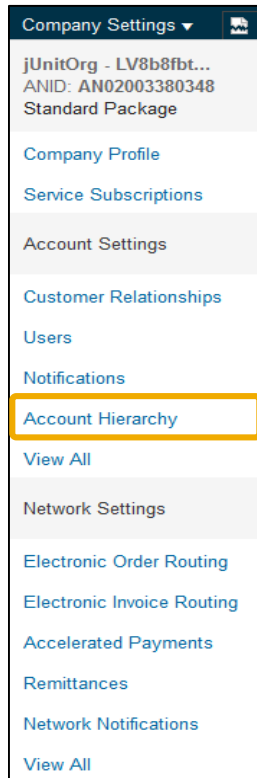 Company Settings ▾
jUnitOrg - LV8b8fbt...
ANID: AN02003380348
Standard Package
Company Profile
Service Subscriptions
Account Settings
Customer Relationships
Users
Notifications
Account Hierarchy
View All
Network Settings
Electronic Order Routing
Electronic Invoice Routing
Accelerated Payments
Remittances
Network Notifications
View All